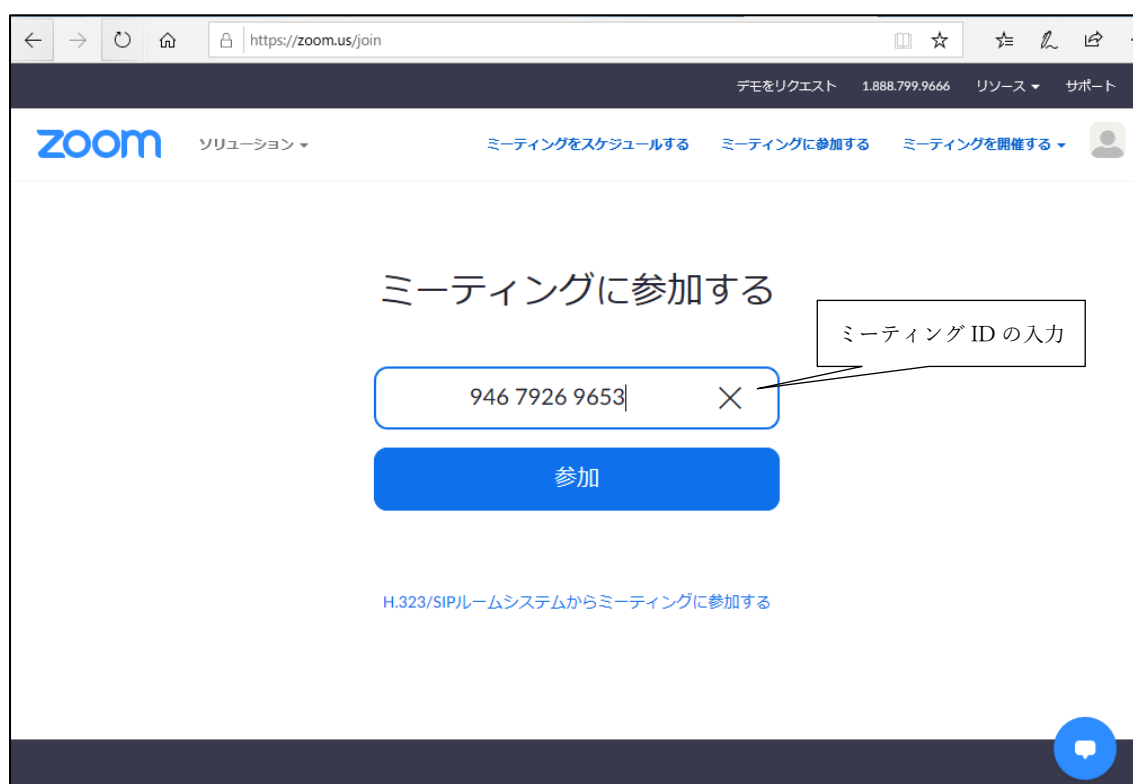 https://zoom.us/join
デモをリクエスト 1.888.799.9666 リソース サポート
zoom ソリューション ミーティングをスケジュールする ミーティングに参加する ミーティングを開催する
ミーティングに参加する
ミーティング ID の入力
946 7926 9653
参加
H.323/SIPルームシステムからミーティングに参加する